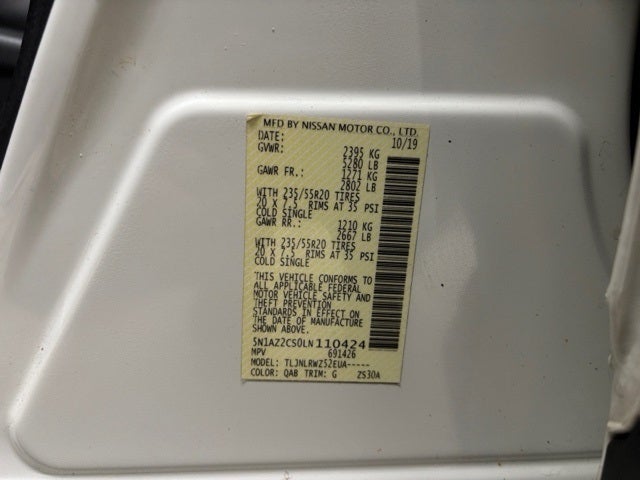 MFD BY NISSAN MOTOR CO., LTD.
DATE: 10/19
GVWR: 2395 KG
5280 LB
GAWR FR.: 1271 KG
2802 LB
WITH 235/55R20 TIRES
20 X 7.5 RIMS AT 35 PSI
COLD SINGLE
GAWR RR.: 1210 KG
2667 LB
WITH 235/55R20 TIRES
20 X 7.5 RIMS AT 35 PSI
COLD SINGLE
THIS VEHICLE CONFORMS TO
ALL APPLICABLE FEDERAL
MOTOR VEHICLE SAFETY AND
THEFT PREVENTION
STANDARDS IN EFFECT ON
THE DATE OF MANUFACTURE
SHOWN ABOVE.
5N1AZ2CS0LN110424
MPV 691426
MODEL: TLJNLRWZ52EUA-----
COLOR: QAB TRIM: G ZS30A